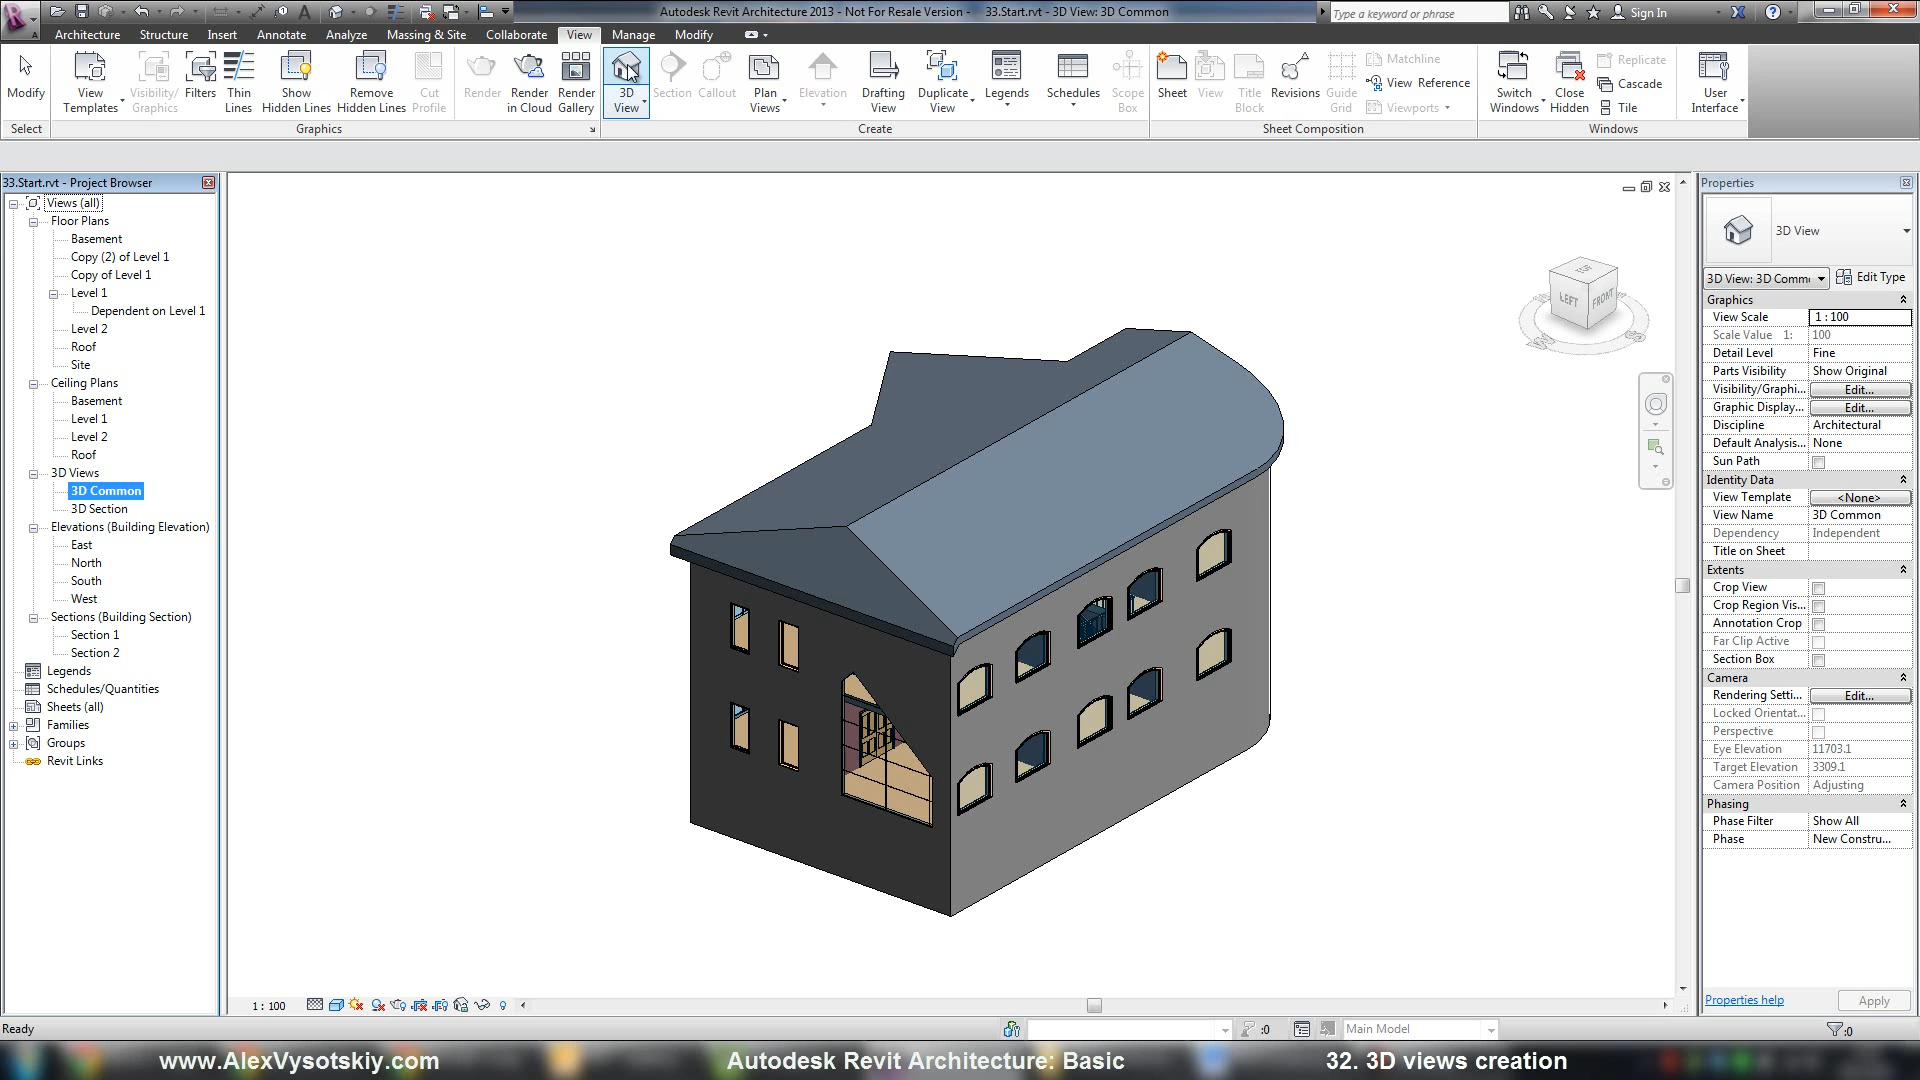 Autodesk Revit Architecture 2013 - Not For Resale Version - 33.Start.rvt - 3D View: 3D Common
Type a keyword or phrase
Sign In
Architecture Structure Insert Annotate Analyze Massing & Site Collaborate View Manage Modify
Modify
View Templates
Visibility/ Graphics
Filters
Thin Lines
Show Hidden Lines
Remove Hidden Lines
Cut Profile
Render
Render in Cloud
Render Gallery
3D View
Section
Callout
Plan Views
Elevation
Drafting View
Duplicate View
Legends
Schedules
Scope Box
Sheet
View
Title Block
Revisions
Guide Grid
Matchline
View Reference
Viewports
Switch Windows
Close Hidden
Replicate
Cascade
Tile
User Interface
Select
Graphics
Create
Sheet Composition
Windows
33.Start.rvt - Project Browser
Views (all)
Floor Plans
Basement
Copy (2) of Level 1
Copy of Level 1
Level 1
Dependent on Level 1
Level 2
Roof
Site
Ceiling Plans
Basement
Level 1
Level 2
Roof
3D Views
3D Common
3D Section
Elevations (Building Elevation)
East
North
South
West
Sections (Building Section)
Section 1
Section 2
Legends
Schedules/Quantities
Sheets (all)
Families
Groups
Revit Links
TOP
LEFT
FRONT
Properties
3D View
3D View: 3D Comm
Edit Type
Graphics
View Scale 1 : 100
Scale Value 1: 100
Detail Level Fine
Parts Visibility Show Original
Visibility/Graphi... Edit...
Graphic Display... Edit...
Discipline Architectural
Default Analysis... None
Sun Path
Identity Data
View Template <None>
View Name 3D Common
Dependency Independent
Title on Sheet
Extents
Crop View
Crop Region Vis...
Annotation Crop
Far Clip Active
Section Box
Camera
Rendering Setti... Edit...
Locked Orientat...
Perspective
Eye Elevation 11703.1
Target Elevation 3309.1
Camera Position Adjusting
Phasing
Phase Filter Show All
Phase New Constru...
Properties help
Apply
1 : 100
Ready
:0
Main Model
:0
www.AlexVysotskiy.com
Autodesk Revit Architecture: Basic
32. 3D views creation